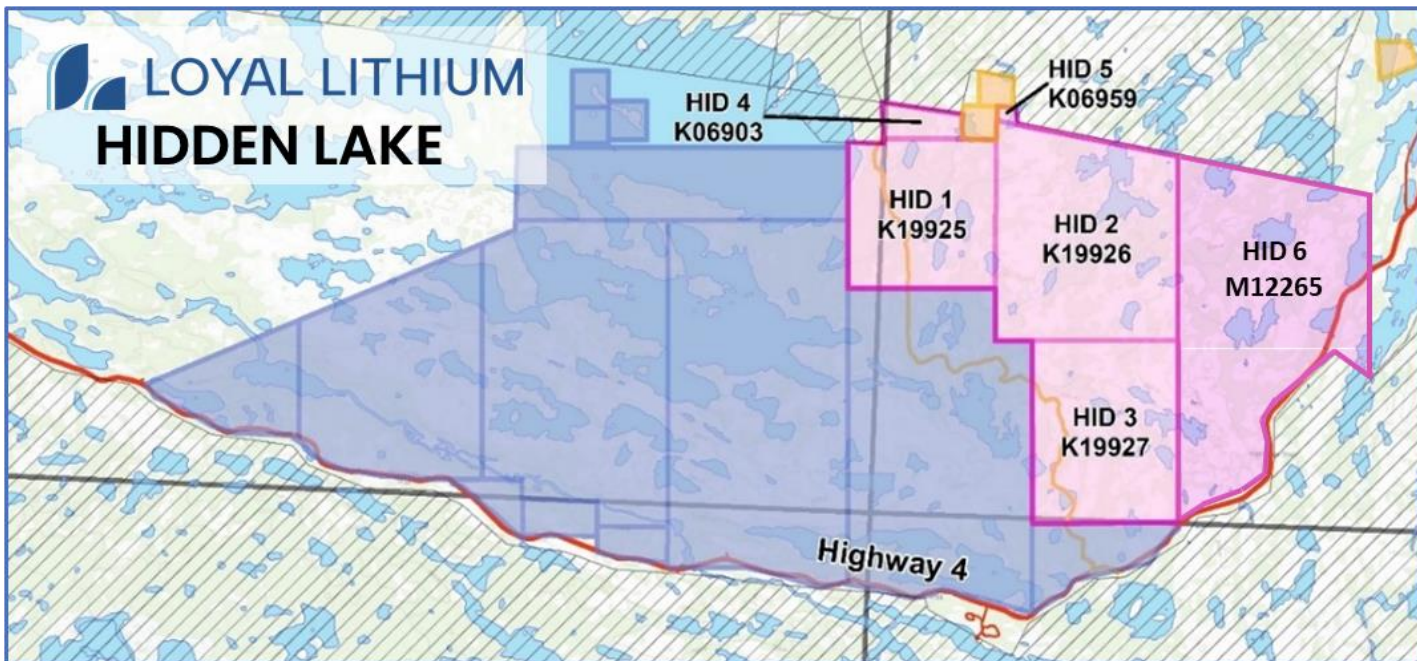 LOYAL LITHIUM
HIDDEN LAKE
HID 4
K06903
HID 5
K06959
HID 1
K19925
HID 2
K19926
HID 6
M12265
HID 3
K19927
Highway 4